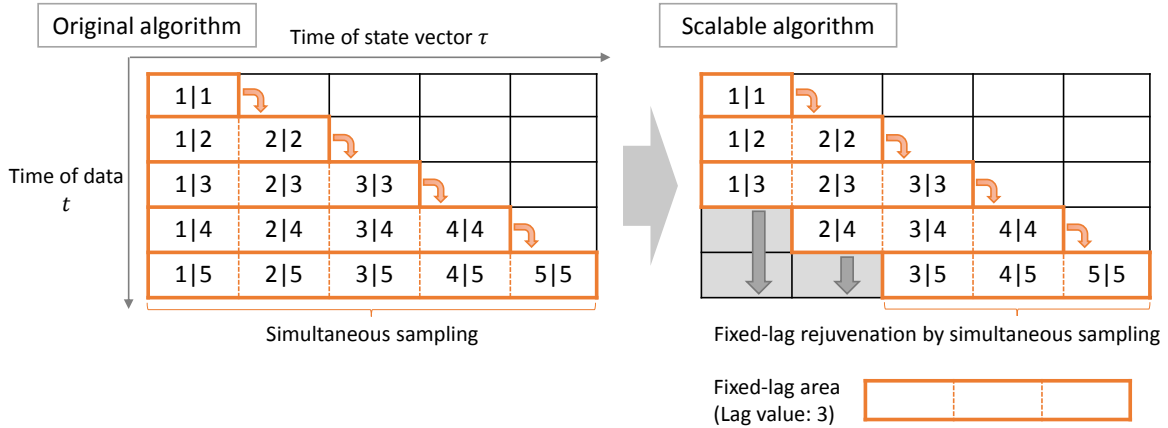 Original algorithm
Time of state vector τ
Time of data
t
1|1
1|2 2|2
1|3 2|3 3|3
1|4 2|4 3|4 4|4
1|5 2|5 3|5 4|5 5|5
Simultaneous sampling
Scalable algorithm
1|1
1|2 2|2
1|3 2|3 3|3
2|4 3|4 4|4
3|5 4|5 5|5
Fixed-lag rejuvenation by simultaneous sampling
Fixed-lag area
(Lag value: 3)